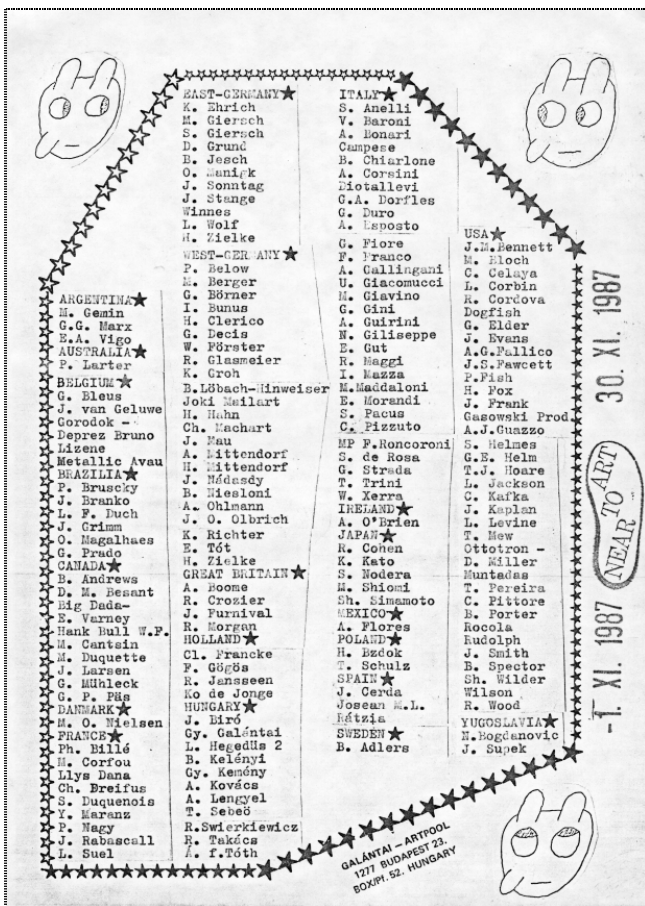 ARGENTINA★
M. Gemin
G.G. Marx
E.A. Vigo
AUSTRALIA★
P. Larter
BELGIUM★
G. Bleus
J. van Geluwe
Gorodok -
Deprez Bruno
Lizene
Metallic Avau
BRAZILIA★
P. Bruscky
J. Branko
L. F. Duch
J. Grimm
O. Magalhaes
G. Prado
CANADA★
B. Andrews
D. M. Besant
Big Dada-
E. Varney
Hank Bull W.F.
M. Cantsin
M. Duquette
J. Larsen
G. Mühleck
G. P. Päs
DANMARK★
M. O. Nielsen
FRANCE★
Ph. Billé
M. Corfou
Llys Dana
Ch. Dreifus
S. Duquenois
Y. Maranz
P. Nagy
J. Rabascall
L. Suel
EAST-GERMANY★
K. Ehrich
M. Giersch
S. Giersch
D. Grund
B. Jesch
O. Manigk
J. Sonntag
J. Stange
Winnes
L. Wolf
H. Zielke
WEST-GERMANY★
P. Below
M. Berger
G. Börner
I. Bunus
H. Clerico
G. Decis
W. Förster
R. Glasmeier
K. Groh
B.Löbach-Hinweiser
Joki Mailart
H. Hahn
Ch. Machart
J. Mau
A. Mittendorf
H. Mittendorf
J. Nádasdy
B. Niesloni
A. Ohlmann
J. O. Olbrich
K. Richter
E. Tót
H. Zielke
GREAT BRITAIN★
A. Boome
R. Crozier
J. Furnival
R. Morgan
HOLLAND★
Cl. Francke
F. Gögös
R. Jansseen
Ko de Jonge
HUNGARY★
J. Biró
Gy. Galántai
L. Hegedüs 2
B. Kelényi
Gy. Kemény
A. Kovács
A. Lengyel
T. Sebeö
R.Swierkiewicz
R. Takács
A. f.Tóth
ITALY★
S. Anelli
V. Baroni
A. Bonari
Campese
B. Chiarlone
A. Corsini
Diotallevi
G.A. Dorfles
G. Duro
A. Esposto
G. Fiore
F. Franco
A. Gallingani
U. Giacomucci
M. Giavino
G. Gini
A. Guirini
N. Giliseppe
E. Gut
R. Maggi
I. Mazza
M.Maddaloni
E. Morandi
S. Pacus
C. Pizzuto
MP F.Roncoroni
S. de Rosa
G. Strada
T. Trini
W. Xerra
IRELAND★
A. O'Brien
JAPAN★
R. Cohen
K. Kato
S. Nodera
M. Shiomi
Sh. Simamoto
MEXICO★
A. Flores
POLAND★
H. Bzdok
T. Schulz
SPAIN★
J. Cerda
Josean M.L.
Rátzia
SWEDEN★
B. Adlers
USA★
J.M.Bennett
M. Bloch
C. Celaya
L. Corbin
R. Cordova
Dogfish
G. Elder
J. Evans
A.G.Fallico
J.S.Fawcett
P.Fish
H. Fox
J. Frank
Gasowski Prod.
A.J.Guazzo
S. Helmes
G.E. Helm
T.J. Hoare
L. Jackson
C. Kafka
J. Kaplan
L. Levine
T. Mew
Ottotron -
D. Miller
Muntadas
T. Pereira
C. Pittore
B. Porter
Rocola
Rudolph
J. Smith
B. Spector
Sh. Wilder
Wilson
R. Wood
YUGOSLAVIA★
N.Bogdanovic
J. Supek
-1. XI. 1987
NEAR TO ART
30. XI. 1987
GALÁNTAI – ARTPOOL
1277 BUDAPEST 23.
BOX/Pf. 52. HUNGARY